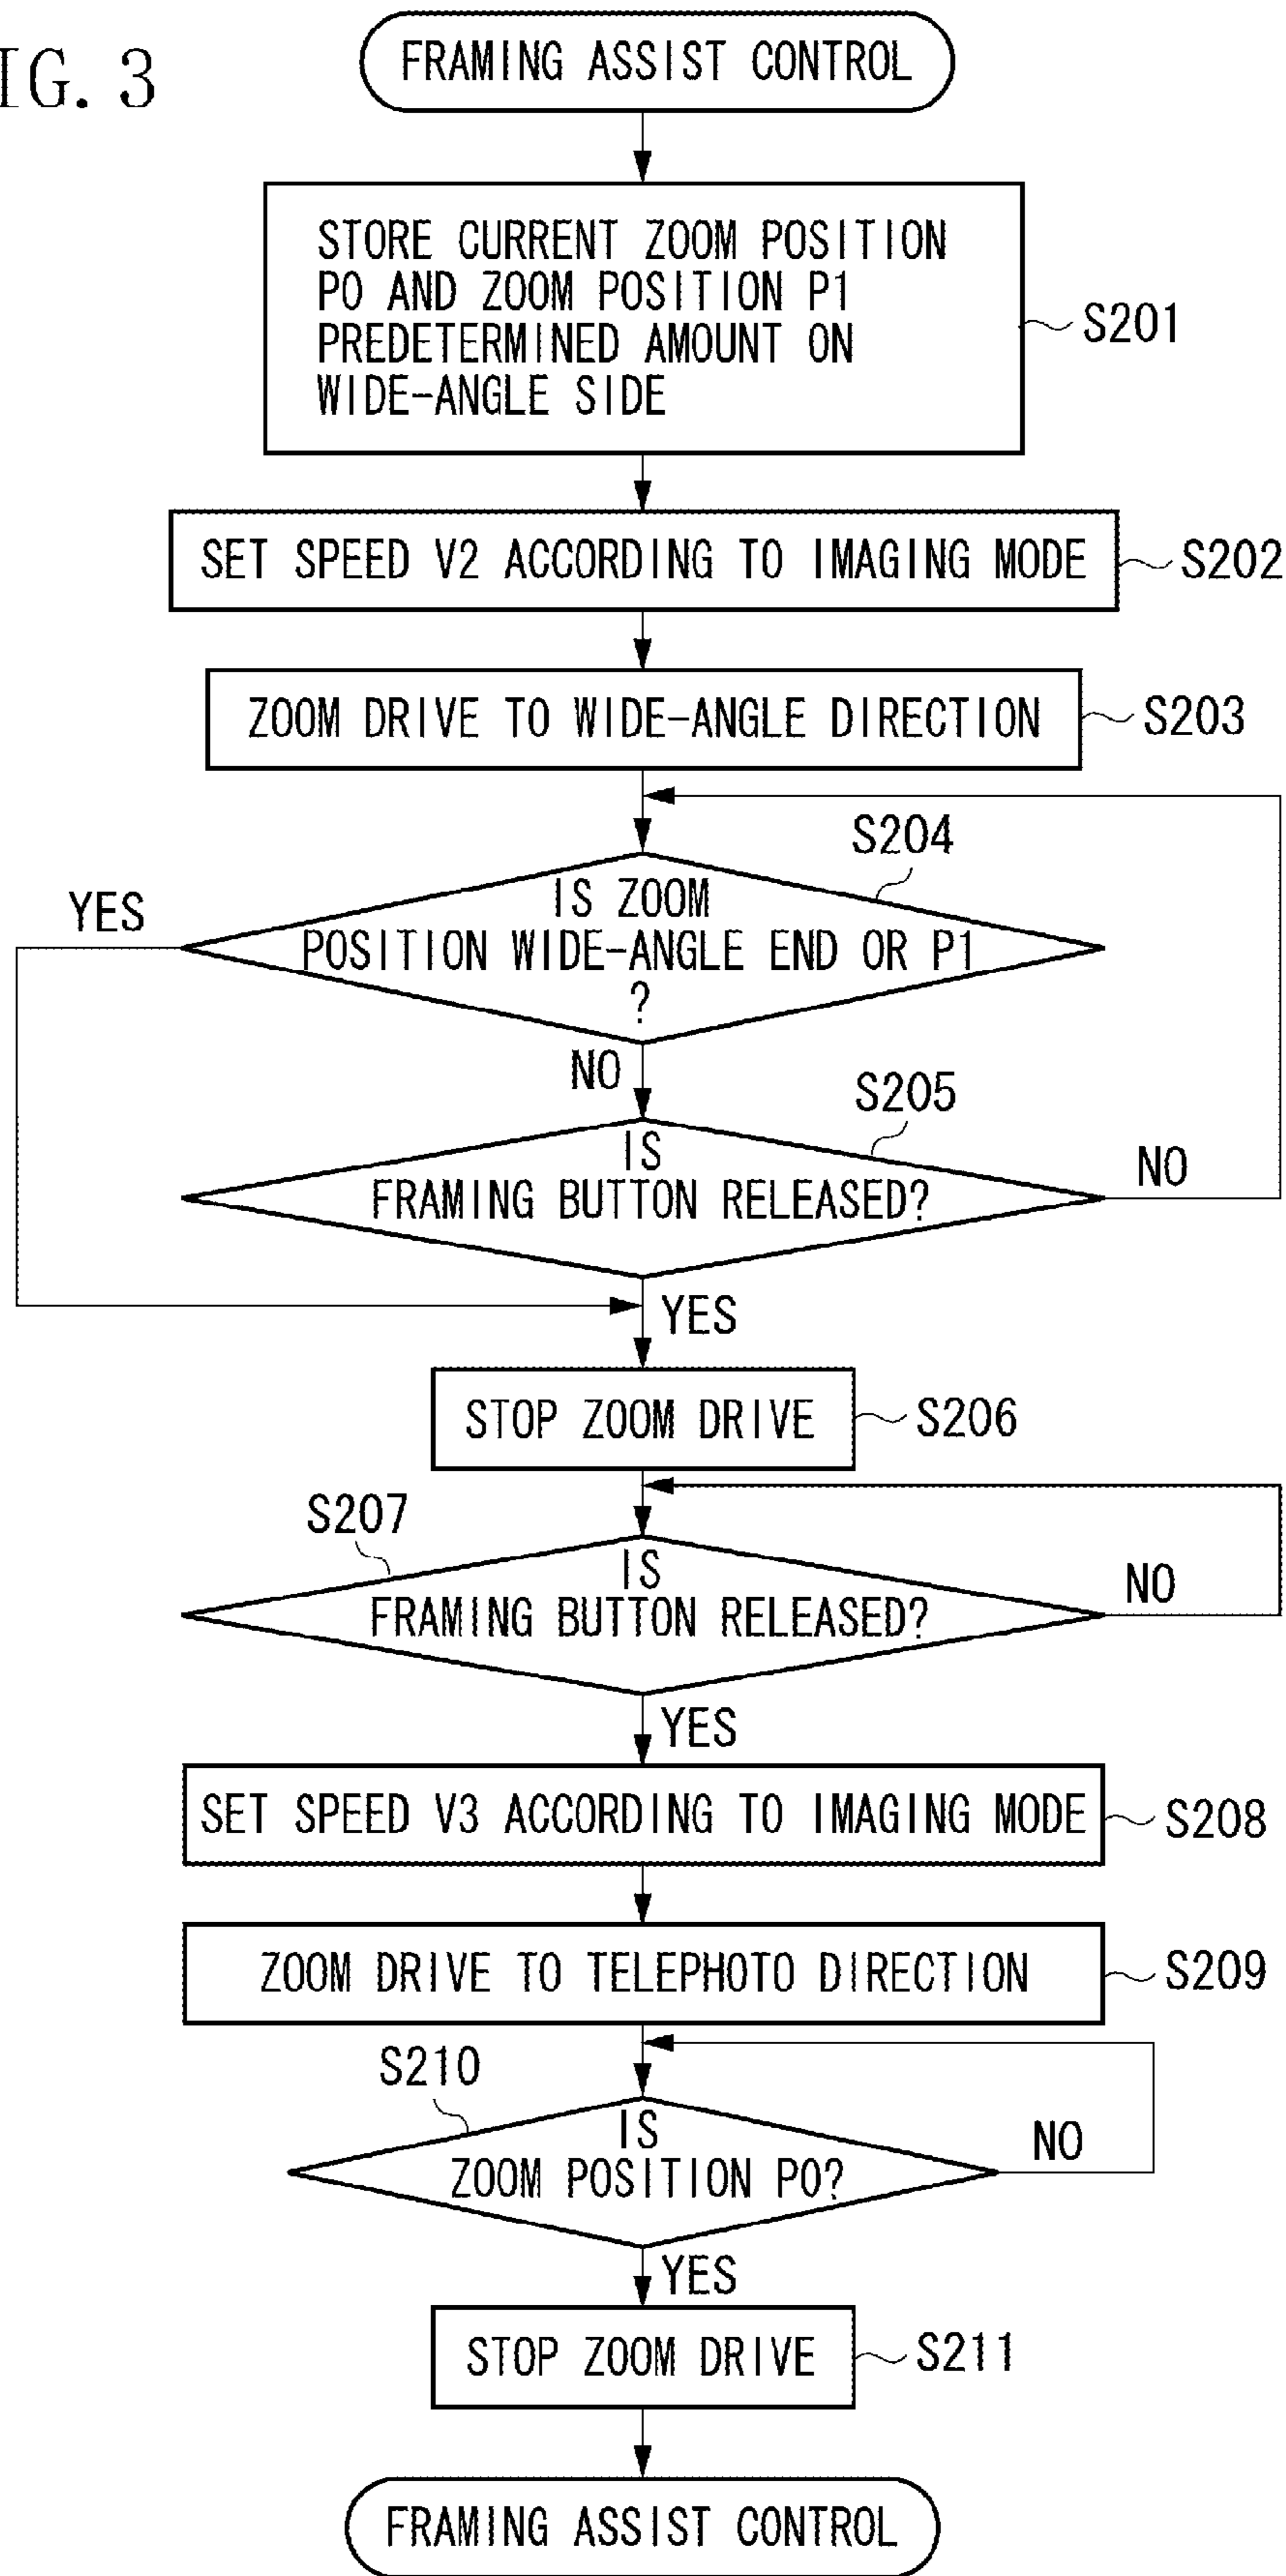 IG. 3
FRAMING ASSIST CONTROL
STORE CURRENT ZOOM POSITION
P0 AND ZOOM POSITION P1
PREDETERMINED AMOUNT ON
WIDE-ANGLE SIDE
S201
SET SPEED V2 ACCORDING TO IMAGING MODE
S202
ZOOM DRIVE TO WIDE-ANGLE DIRECTION
S203
S204
YES
IS ZOOM
POSITION WIDE-ANGLE END OR P1
?
NO
S205
IS
FRAMING BUTTON RELEASED?
NO
YES
STOP ZOOM DRIVE
S206
S207
IS
FRAMING BUTTON RELEASED?
NO
YES
SET SPEED V3 ACCORDING TO IMAGING MODE
S208
ZOOM DRIVE TO TELEPHOTO DIRECTION
S209
S210
IS
ZOOM POSITION P0?
NO
YES
STOP ZOOM DRIVE
S211
FRAMING ASSIST CONTROL